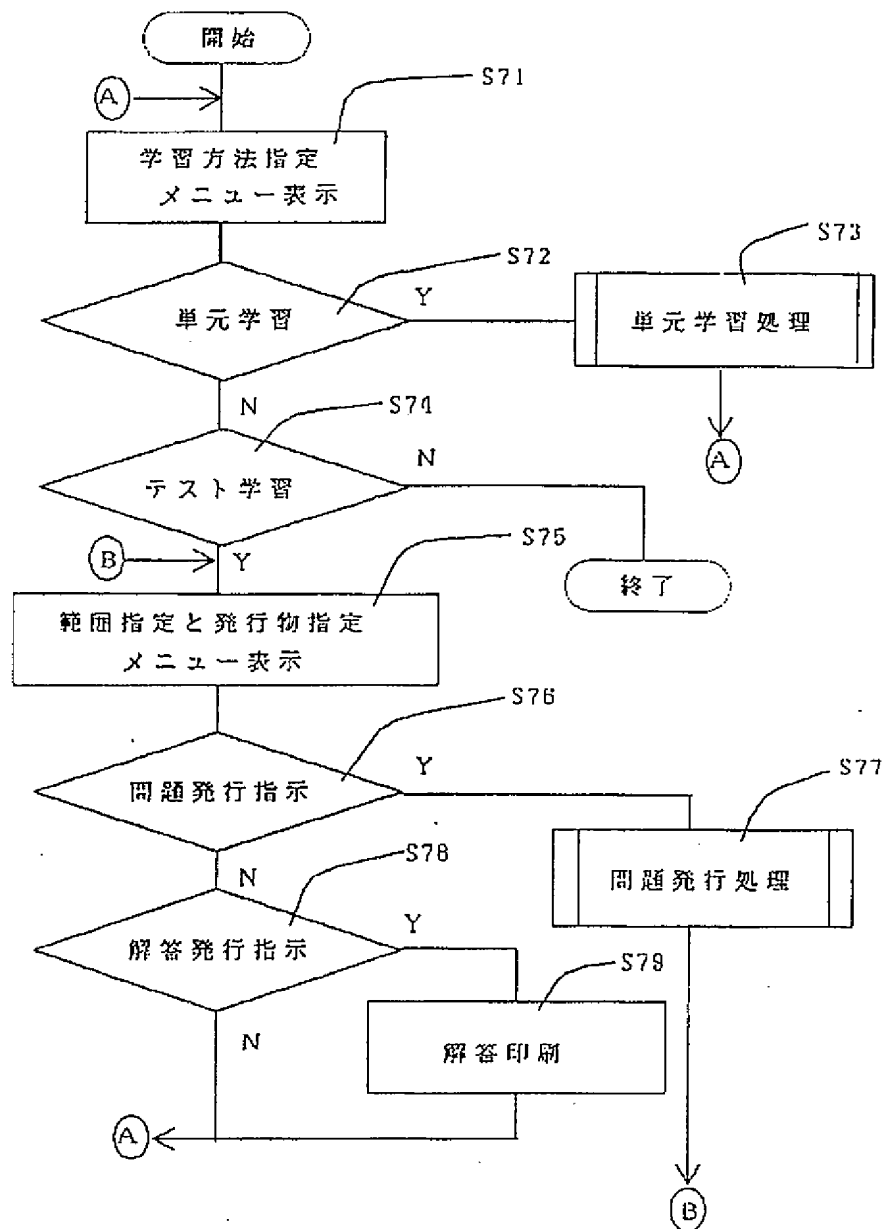 開始
A
S71
学習方法指定
メニュー表示
S72
単元学習
Y
S73
単元学習処理
A
N
S74
テスト学習
N
終了
B
Y
S75
範囲指定と発行物指定
メニュー表示
S76
問題発行指示
Y
S77
問題発行処理
N
S78
解答発行指示
Y
S79
解答印刷
N
A
B